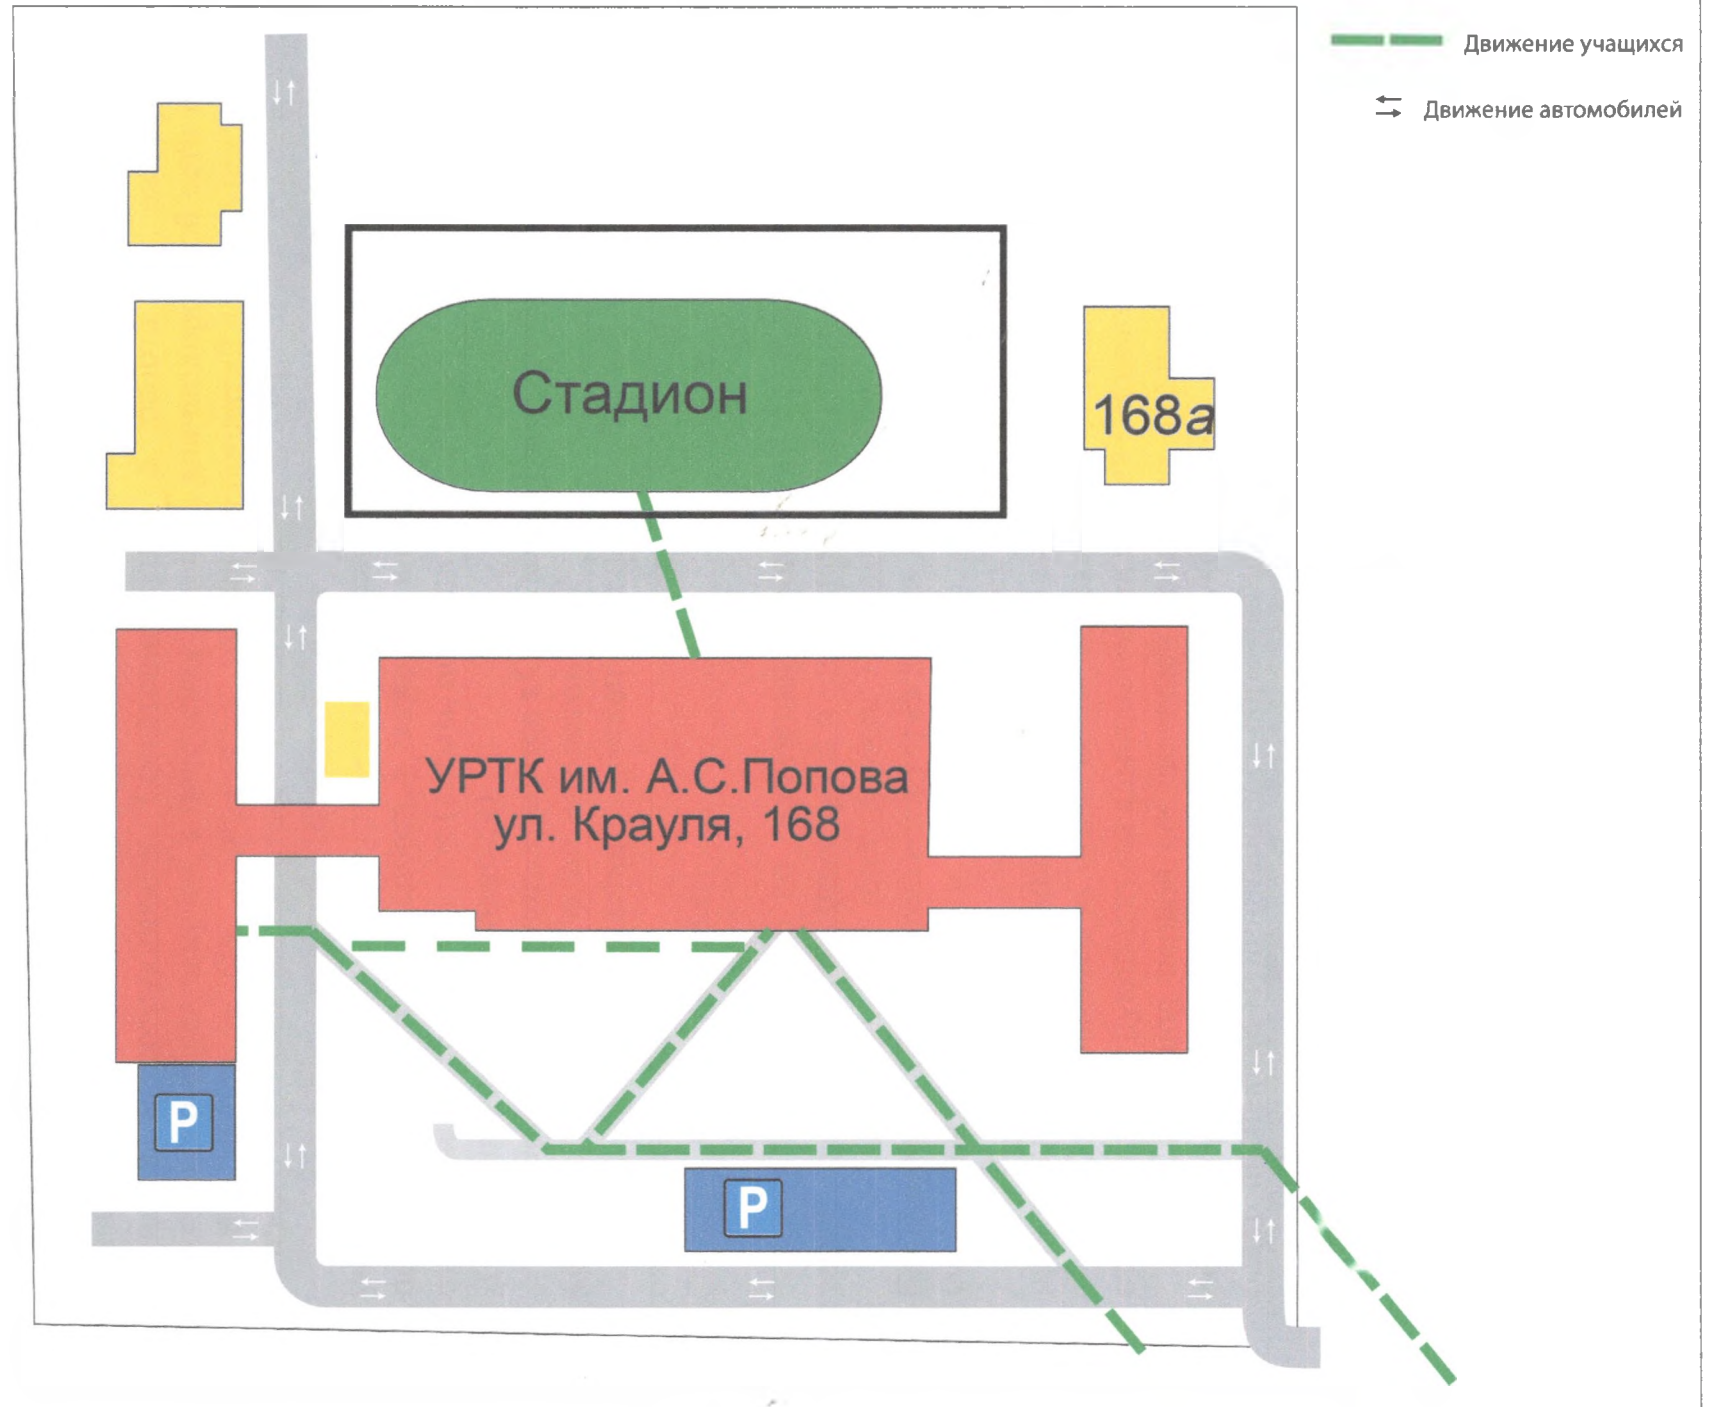 Движение учащихся
Движение автомобилей
Стадион
168а
УРТК им. А.С.Попова
ул. Крауля, 168
P
P